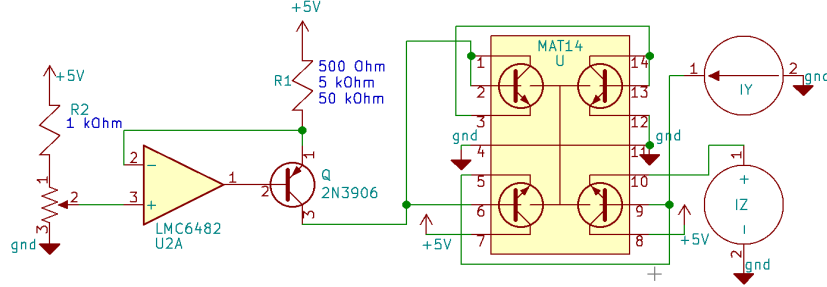 +5V
+5V
R2
1 kOhm
1
2
3
gnd
2
3
1
LMC6482
U2A
R1
500 Ohm
5 kOhm
50 kOhm
1
2
3
Q
2N3906
MAT14
U
1
2
3
4
5
6
7
14
13
12
11
10
9
8
gnd
gnd
+5V
+5V
1
2
IY
gnd
1
+
IZ
2
gnd